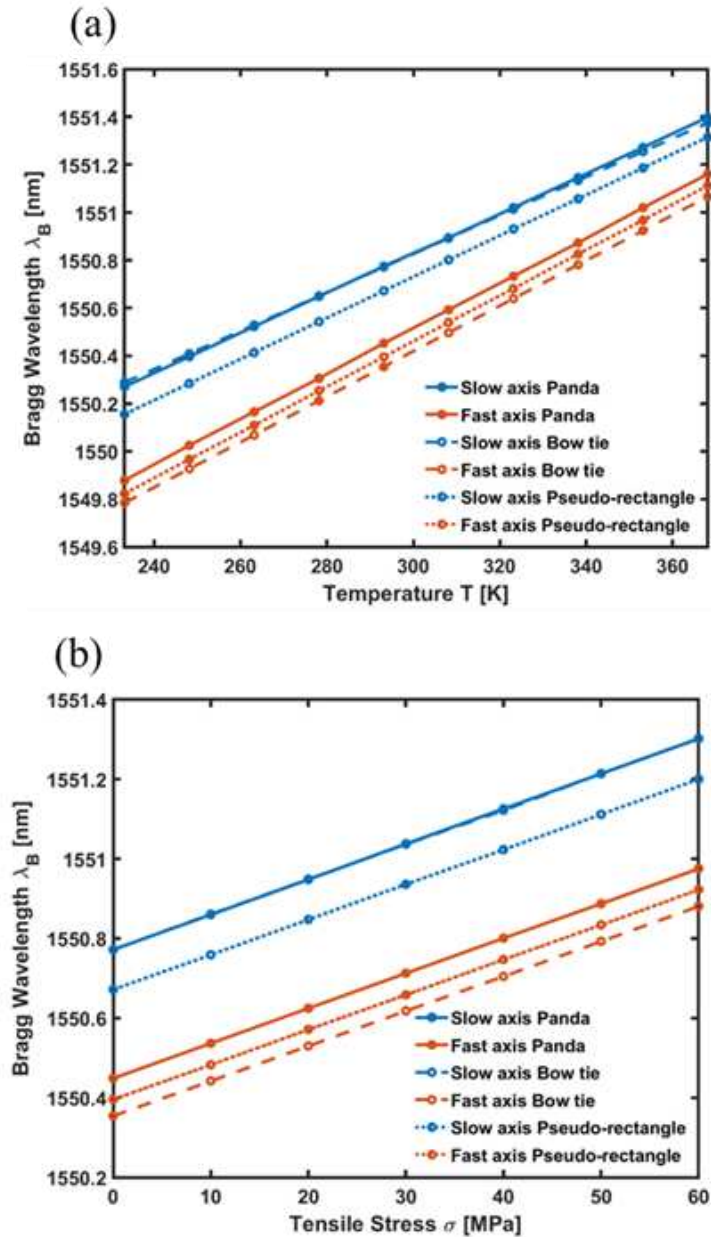 (a)
1551.6
1551.4
1551.2
1551
1550.8
1550.6
1550.4
1550.2
1550
1549.8
1549.6
Bragg Wavelength λB [nm]
Slow axis Panda
Fast axis Panda
Slow axis Bow tie
Fast axis Bow tie
Slow axis Pseudo-rectangle
Fast axis Pseudo-rectangle
240 260 280 300 320 340 360
Temperature T [K]
(b)
1551.4
1551.2
1551
1550.8
1550.6
1550.4
1550.2
Bragg Wavelength λB [nm]
Slow axis Panda
Fast axis Panda
Slow axis Bow tie
Fast axis Bow tie
Slow axis Pseudo-rectangle
Fast axis Pseudo-rectangle
0 10 20 30 40 50 60
Tensile Stress σ [MPa]